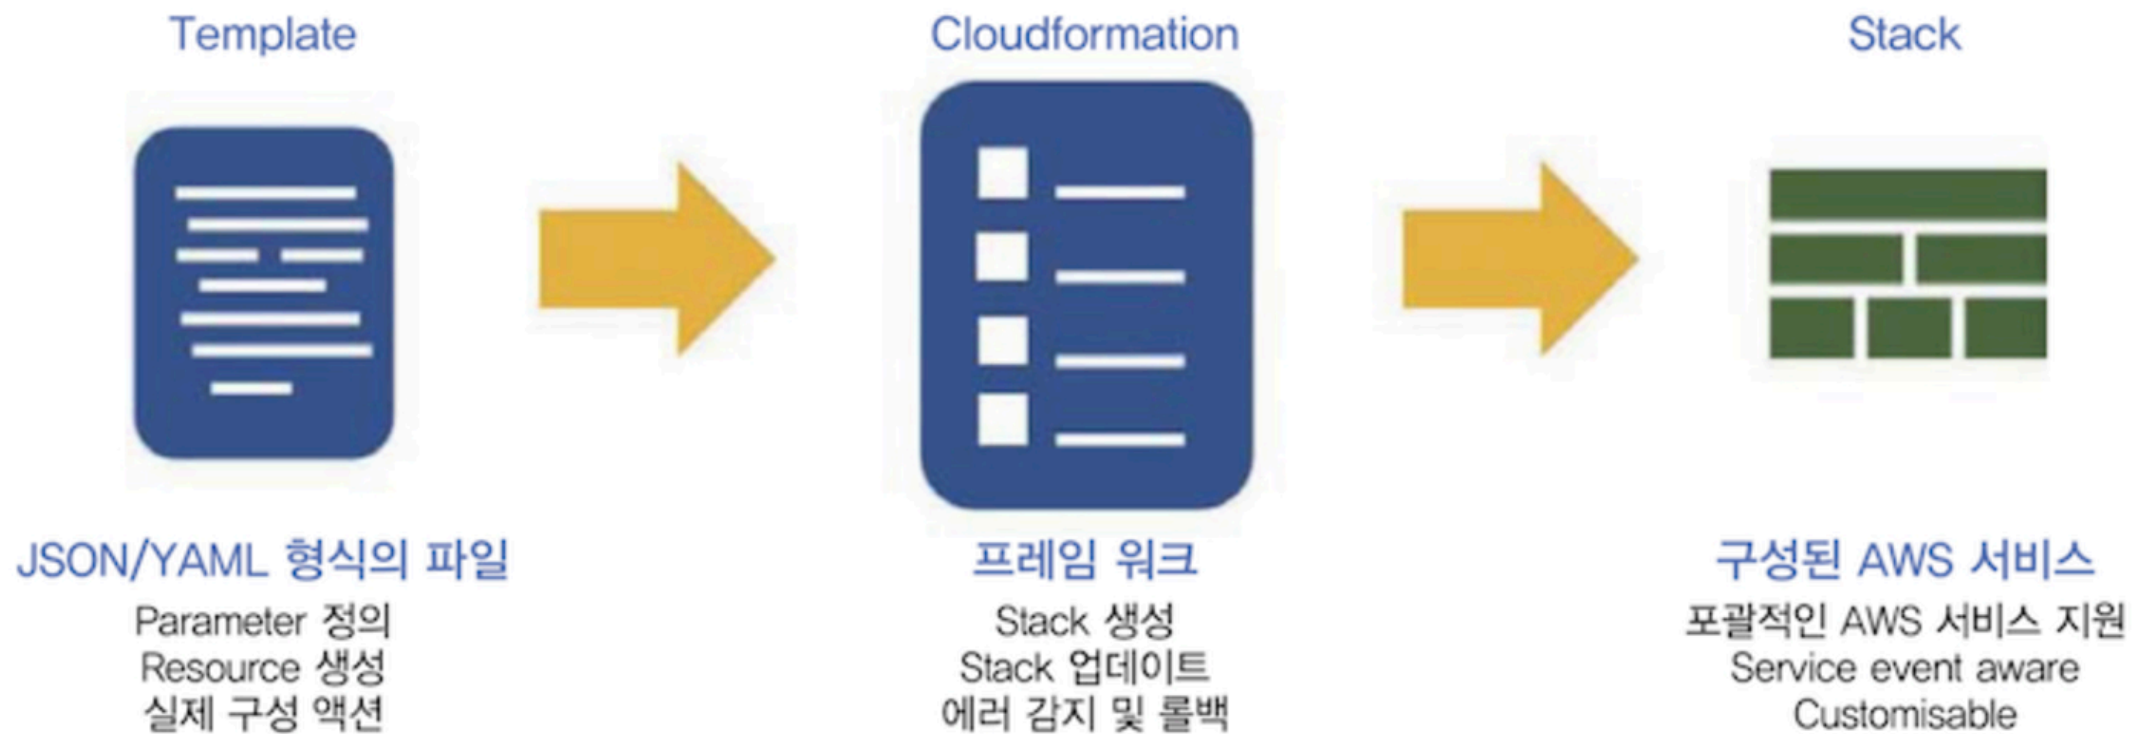 Template
JSON/YAML 형식의 파일
Parameter 정의
Resource 생성
실제 구성 액션
Cloudformation
프레임 워크
Stack 생성
Stack 업데이트
에러 감지 및 롤백
Stack
구성된 AWS 서비스
포괄적인 AWS 서비스 지원
Service event aware
Customisable